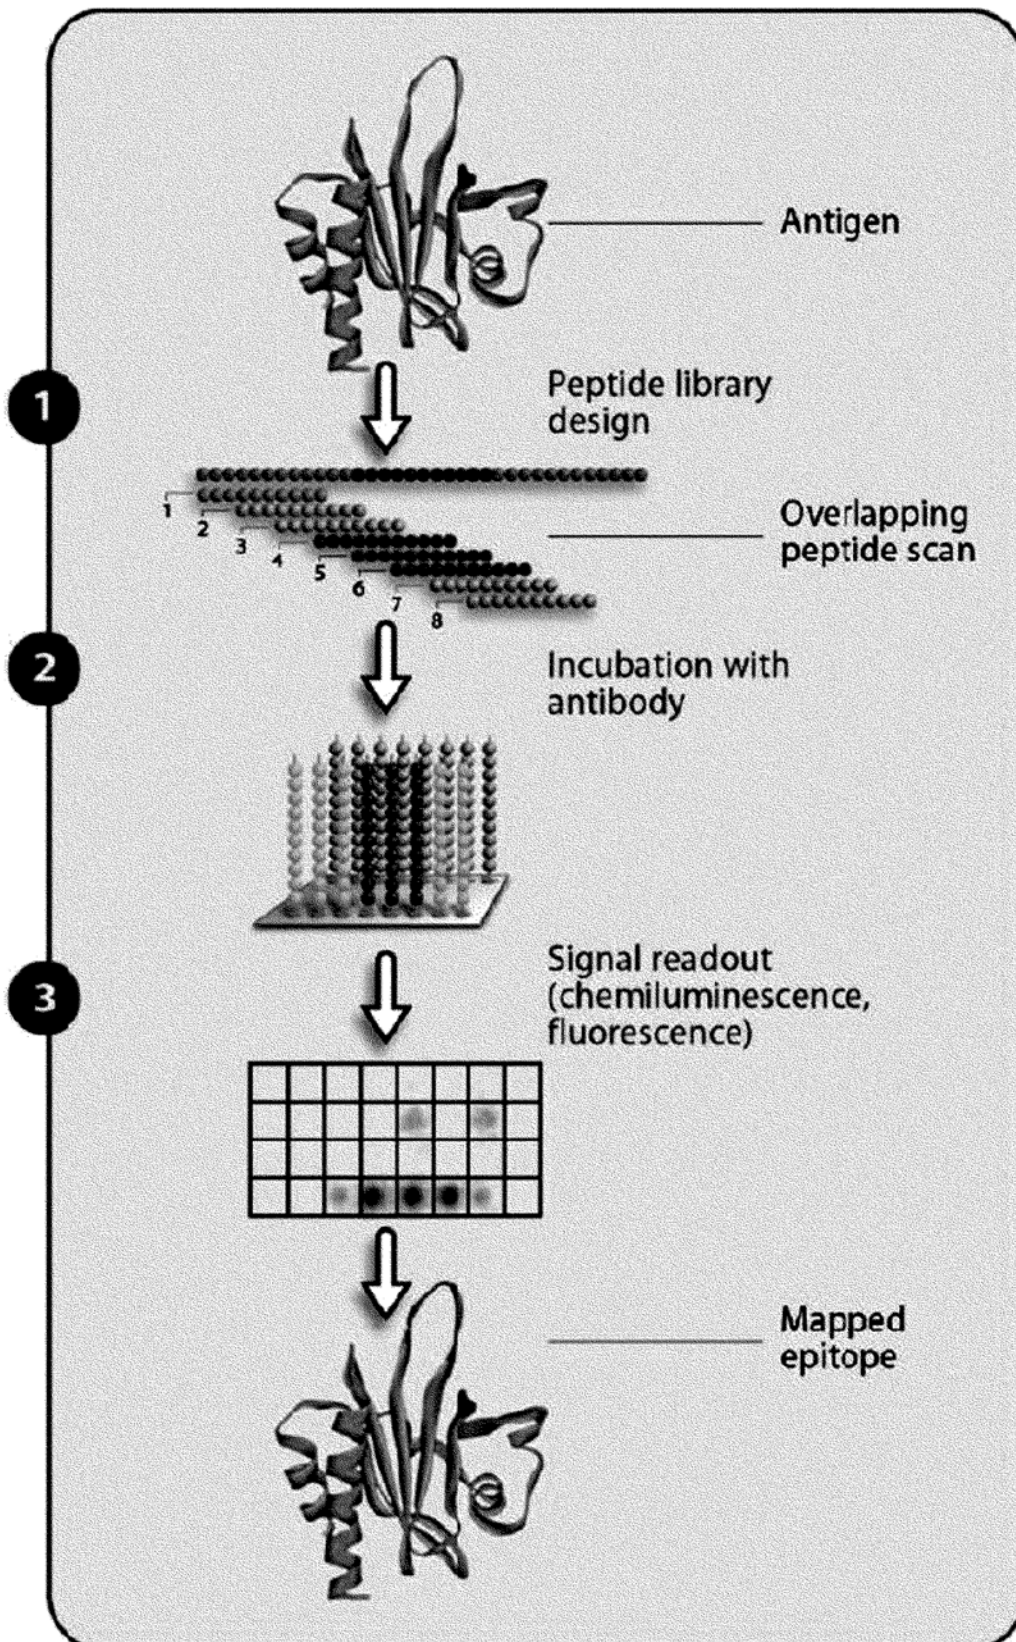 Antigen
1
Peptide library
design
1
2
3
4
5
6
7
8
Overlapping
peptide scan
2
Incubation with
antibody
3
Signal readout
(chemiluminescence,
fluorescence)
Mapped
epitope